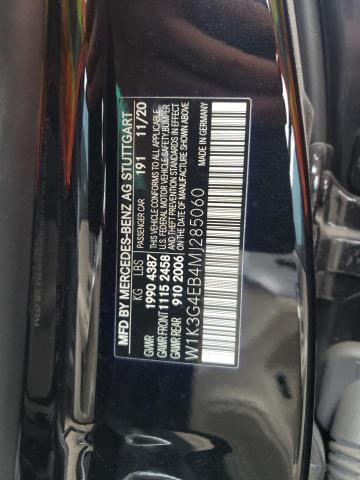 MFD BY MERCEDES-BENZ AG STUTTGART
KG LBS PASSENGER CAR 191 11/20
GVWR 1990 4387 THIS VEHICLE CONFORMS TO ALL APPLICABLE
GAWR FRONT 1115 2458 U.S. FEDERAL MOTOR VEHICLE SAFETY BUMPER
GAWR REAR 910 2006 AND THEFT PREVENTION STANDARDS IN EFFECT ON THE DATE OF MANUFACTURE SHOWN ABOVE
W1K3G4EB4MJ285060 MADE IN GERMANY